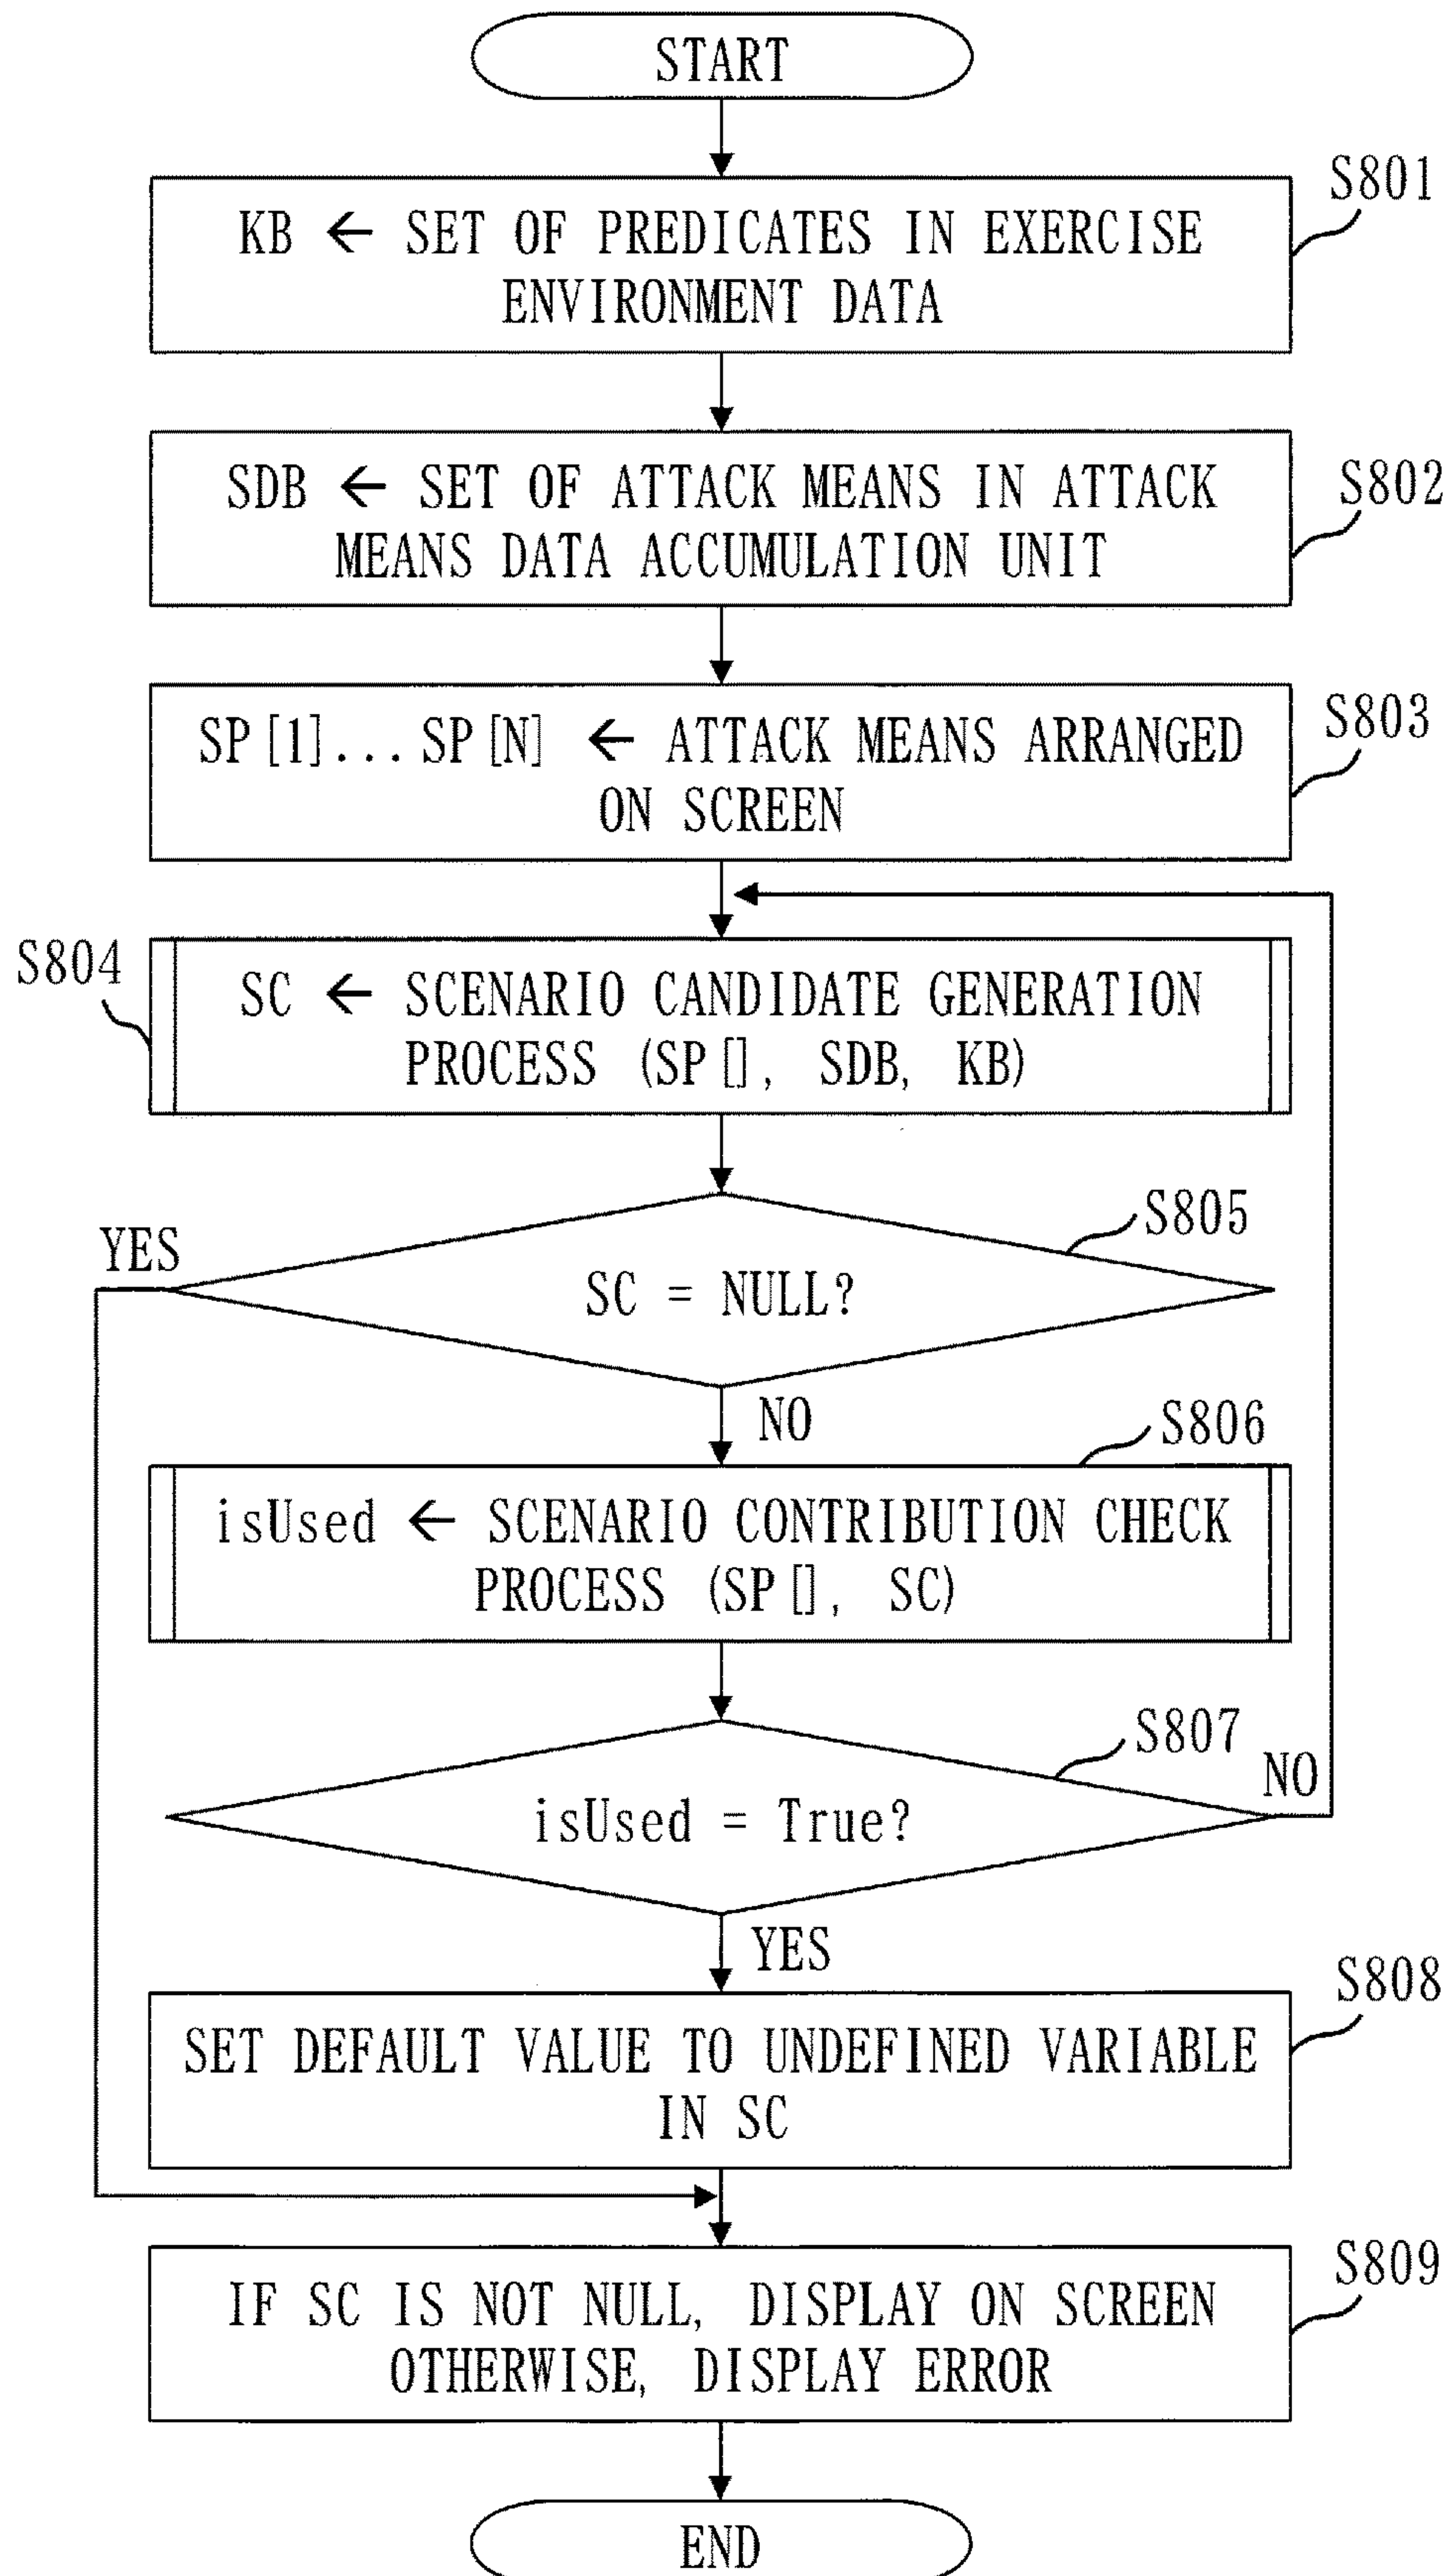 START
S801
KB ← SET OF PREDICATES IN EXERCISE
ENVIRONMENT DATA
S802
SDB ← SET OF ATTACK MEANS IN ATTACK
MEANS DATA ACCUMULATION UNIT
S803
SP[1]...SP[N] ← ATTACK MEANS ARRANGED
ON SCREEN
S804
SC ← SCENARIO CANDIDATE GENERATION
PROCESS (SP[], SDB, KB)
S805
YES
SC = NULL?
NO
S806
isUsed ← SCENARIO CONTRIBUTION CHECK
PROCESS (SP[], SC)
S807
NO
isUsed = True?
YES
S808
SET DEFAULT VALUE TO UNDEFINED VARIABLE
IN SC
S809
IF SC IS NOT NULL, DISPLAY ON SCREEN
OTHERWISE, DISPLAY ERROR
END